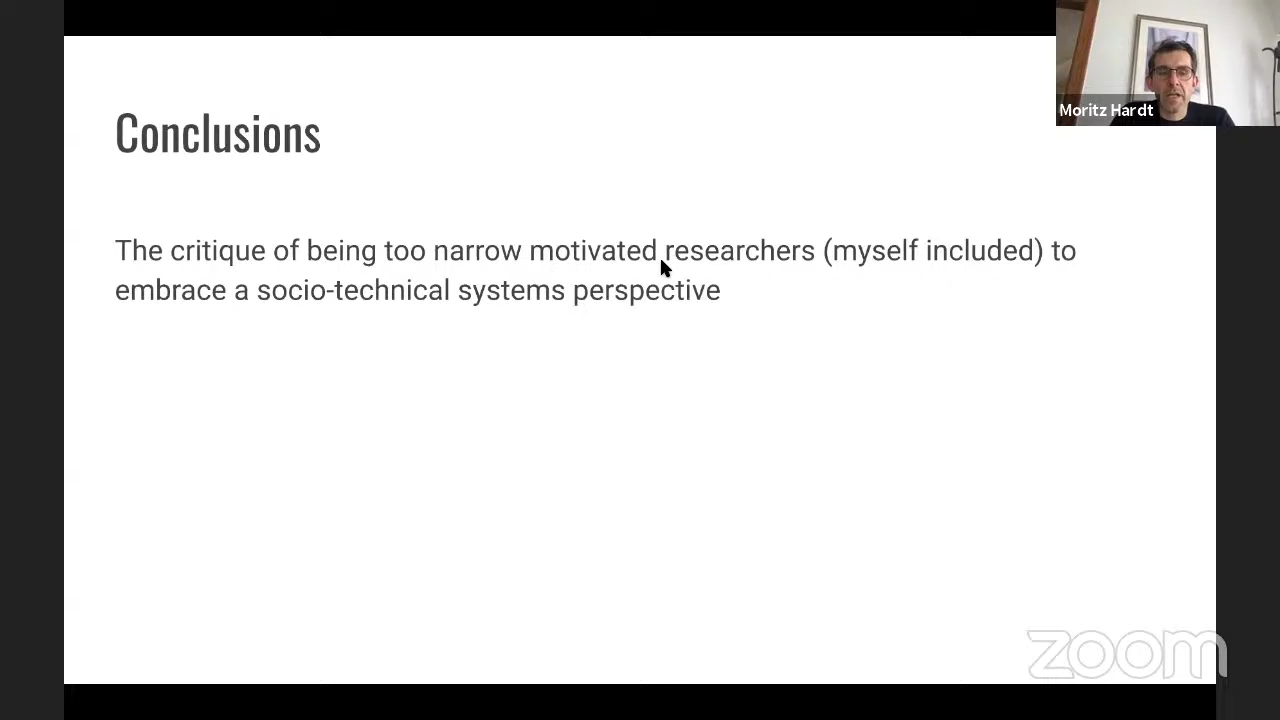 Moritz Hardt
Conclusions
The critique of being too narrow motivated researchers (myself included) to
embrace a socio-technical systems perspective
zoom